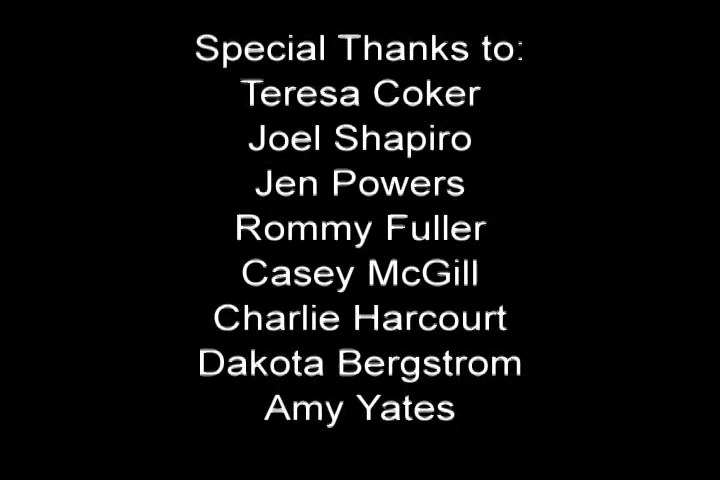 Special Thanks to:
Teresa Coker
Joel Shapiro
Jen Powers
Rommy Fuller
Casey McGill
Charlie Harcourt
Dakota Bergstrom
Amy Yates